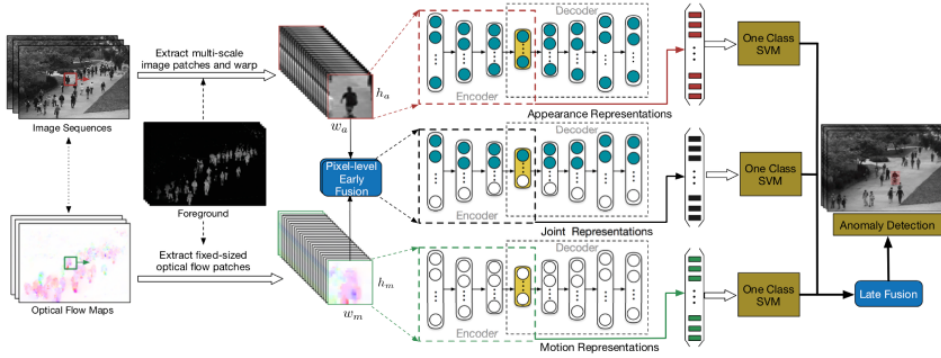 Image Sequences
Extract multi-scale
image patches and warp
Foreground
Extract fixed-sized
optical flow patches
Optical Flow Maps
h_a
w_a
Pixel-level
Early
Fusion
h_m
w_m
Decoder
Encoder
Appearance Representations
One Class
SVM
Decoder
Encoder
Joint Representations
One Class
SVM
Decoder
Encoder
Motion Representations
One Class
SVM
Anomaly Detection
Late Fusion